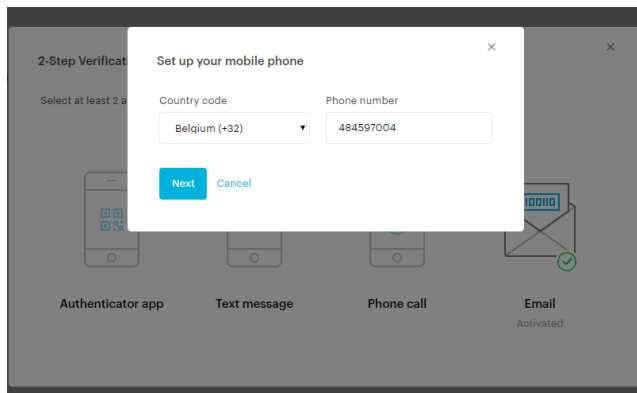 2-Step Verificat
Set up your mobile phone
Select at least 2 a
Country code
Phone number
Belgium (+32)
484597004
Next
Cancel
100110
Authenticator app
Text message
Phone call
Email
Activated